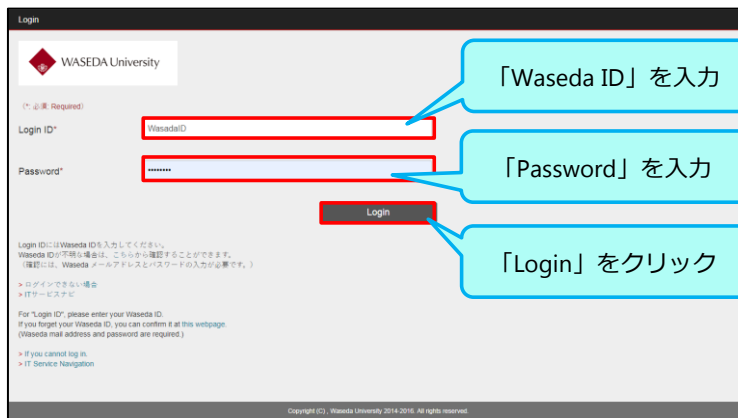 Login
WASEDA University
(*: 必須: Required)
Login ID*
WasadaID
「Waseda ID」を入力
Password*
••••••••
「Password」を入力
Login
「Login」をクリック
Login IDにはWaseda IDを入力してください。
Waseda IDが不明な場合は、こちらから確認することができます。
（確認には、Waseda メールアドレスとパスワードの入力が必要です。）
> ログインできない場合
> ITサービスナビ
For "Login ID", please enter your Waseda ID.
If you forget your Waseda ID, you can confirm it at this webpage.
(Waseda mail address and password are required.)
> If you cannot log in.
> IT Service Navigation
Copyright (C) , Waseda University 2014-2016. All rights reserved.